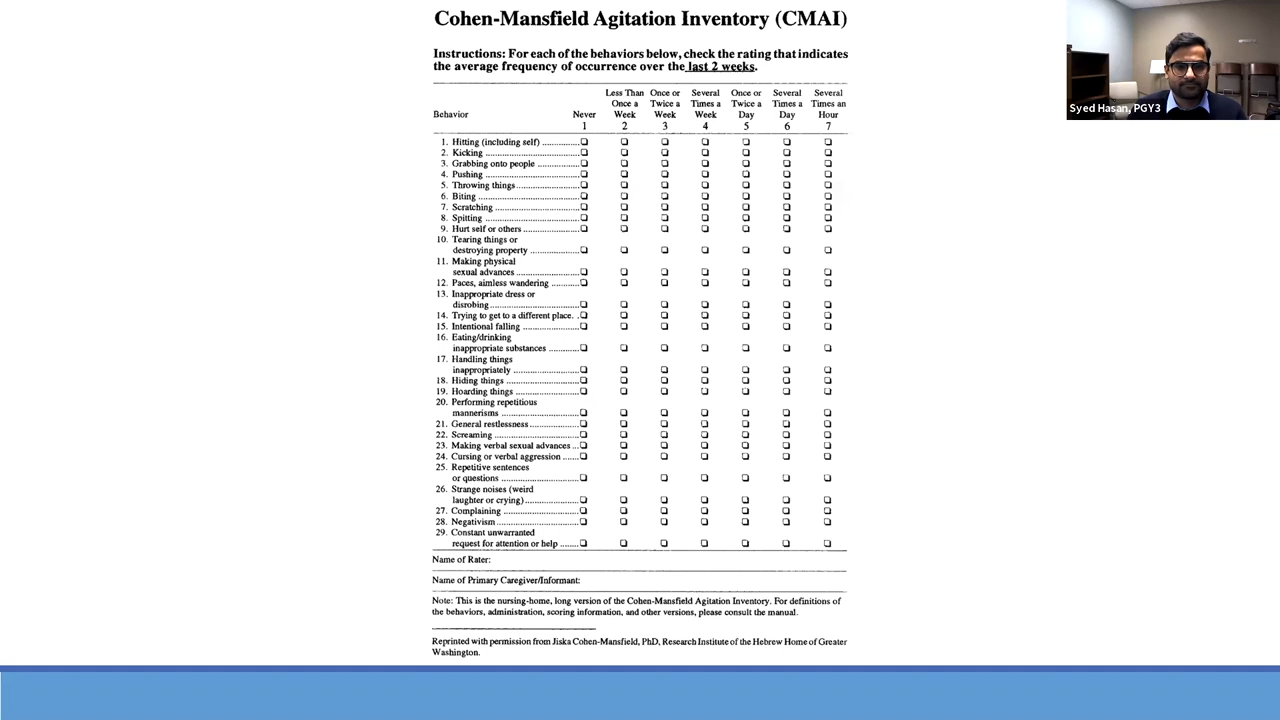 Cohen-Mansfield Agitation Inventory (CMAI)
Syed Hasan, PGY3
Instructions: For each of the behaviors below, check the rating that indicates
the average frequency of occurrence over the last 2 weeks.
Behavior
Never
1
Less Than
Once a
Week
2
Once or
Twice a
Week
3
Several
Times a
Week
4
Once or
Twice a
Day
5
Several
Times a
Day
6
Several
Times an
Hour
7
1. Hitting (including self)
2. Kicking
3. Grabbing onto people
4. Pushing
5. Throwing things
6. Biting
7. Scratching
8. Spitting
9. Hurt self or others
10. Tearing things or
destroying property
11. Making physical
sexual advances
12. Paces, aimless wandering
13. Inappropriate dress or
disrobing
14. Trying to get to a different place.
15. Intentional falling
16. Eating/drinking
inappropriate substances
17. Handling things
inappropriately
18. Hiding things
19. Hoarding things
20. Performing repetitious
mannerisms
21. General restlessness
22. Screaming
23. Making verbal sexual advances
24. Cursing or verbal aggression
25. Repetitive sentences
or questions
26. Strange noises (weird
laughter or crying)
27. Complaining
28. Negativism
29. Constant unwarranted
request for attention or help
Name of Rater:
Name of Primary Caregiver/Informant:
Note: This is the nursing-home, long version of the Cohen-Mansfield Agitation Inventory. For definitions of
the behaviors, administration, scoring information, and other versions, please consult the manual.
Reprinted with permission from Jiska Cohen-Mansfield, PhD, Research Institute of the Hebrew Home of Greater
Washington.